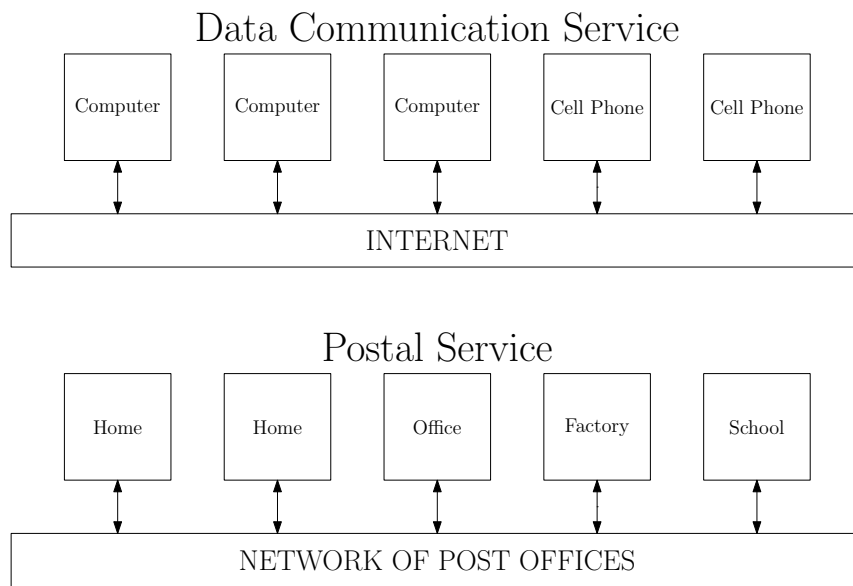 Data Communication Service
Computer Computer Computer Cell Phone Cell Phone
INTERNET
Postal Service
Home Home Office Factory School
NETWORK OF POST OFFICES